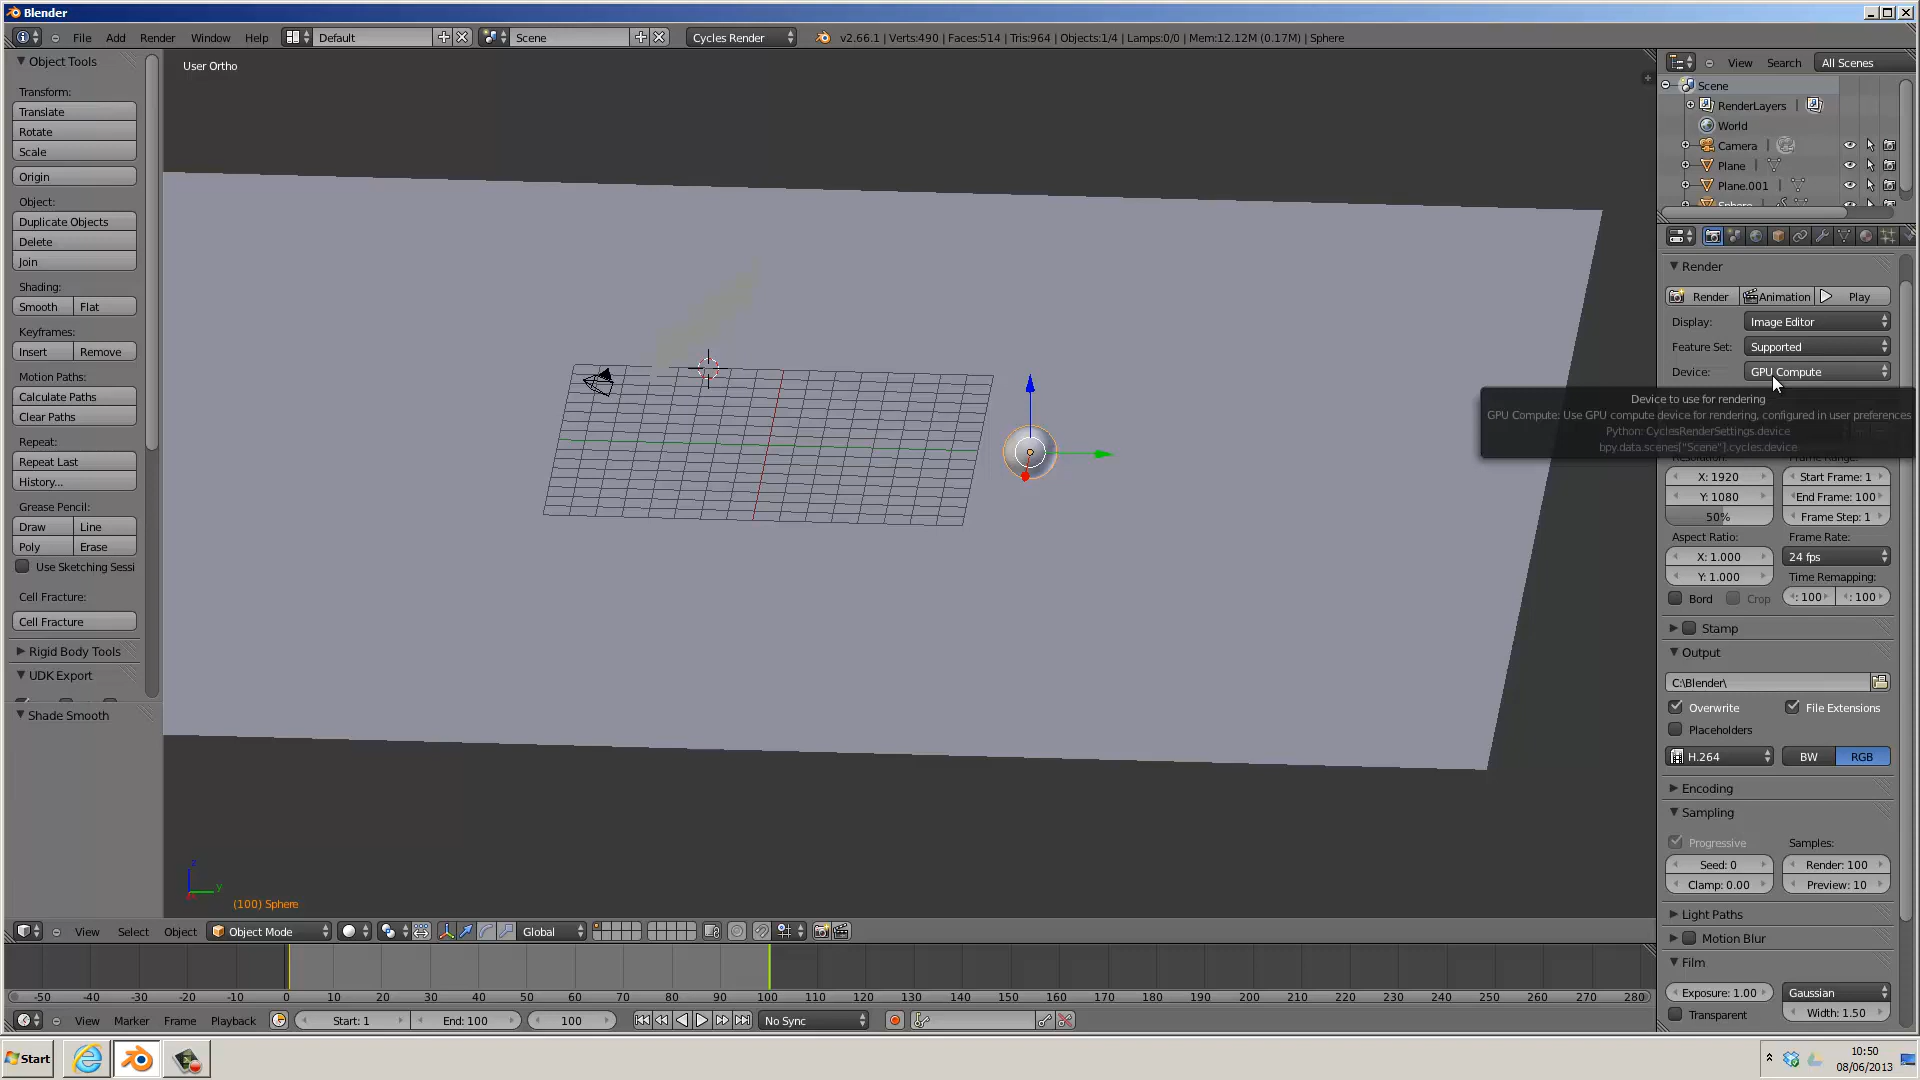 Blender
File Add Render Window Help Default Scene Cycles Render v2.66.1 | Verts:490 | Faces:514 | Tris:964 | Objects:1/4 | Lamps:0/0 | Mem:12.12M (0.17M) | Sphere
Object Tools
Transform:
Translate
Rotate
Scale
Origin
Object:
Duplicate Objects
Delete
Join
Shading:
Smooth Flat
Keyframes:
Insert Remove
Motion Paths:
Calculate Paths
Clear Paths
Repeat:
Repeat Last
History...
Grease Pencil:
Draw Line
Poly Erase
Use Sketching Sessi
Cell Fracture:
Cell Fracture
Rigid Body Tools
UDK Export
Shade Smooth
User Ortho
z
y
(100) Sphere
View Search All Scenes
Scene
RenderLayers |
World
Camera |
Plane |
Plane.001 |
Sphere
Render
Render Animation Play
Display: Image Editor
Feature Set: Supported
Device: GPU Compute
Device to use for rendering
GPU Compute: Use GPU compute device for rendering, configured in user preferences
Python: CyclesRenderSettings.device
bpy.data.scenes["Scene"].cycles.device
Resolution: Frame Range:
X: 1920 Start Frame: 1
Y: 1080 End Frame: 100
50% Frame Step: 1
Aspect Ratio: Frame Rate:
X: 1.000 24 fps
Y: 1.000 Time Remapping:
Bord Crop : 100 : 100
Stamp
Output
C:\Blender\
Overwrite File Extensions
Placeholders
H.264 BW RGB
Encoding
Sampling
Progressive Samples:
Seed: 0 Render: 100
Clamp: 0.00 Preview: 10
Light Paths
Motion Blur
Film
Exposure: 1.00 Gaussian
Transparent Width: 1.50
View Select Object Object Mode Global
-50 -40 -30 -20 -10 0 10 20 30 40 50 60 70 80 90 100 110 120 130 140 150 160 170 180 190 200 210 220 230 240 250 260 270 280
View Marker Frame Playback Start: 1 End: 100 100 No Sync
Start
10:50
08/06/2013